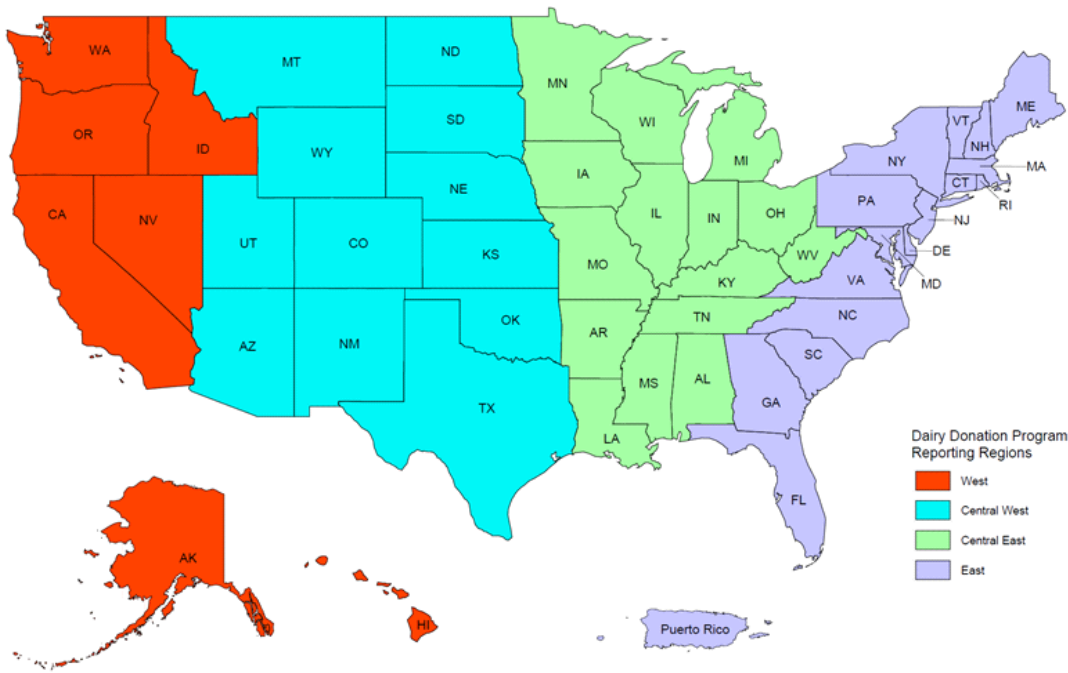 WA
MT
ND
MN
ME
VT
NH
OR
ID
SD
WI
MI
NY
MA
WY
NE
IA
PA
CT
RI
CA
NV
UT
CO
KS
MO
IL
IN
OH
NJ
WV
DE
MD
KY
VA
AZ
NM
OK
AR
TN
NC
SC
TX
MS
AL
GA
LA
FL
AK
HI
Puerto Rico
Dairy Donation Program
Reporting Regions
West
Central West
Central East
East